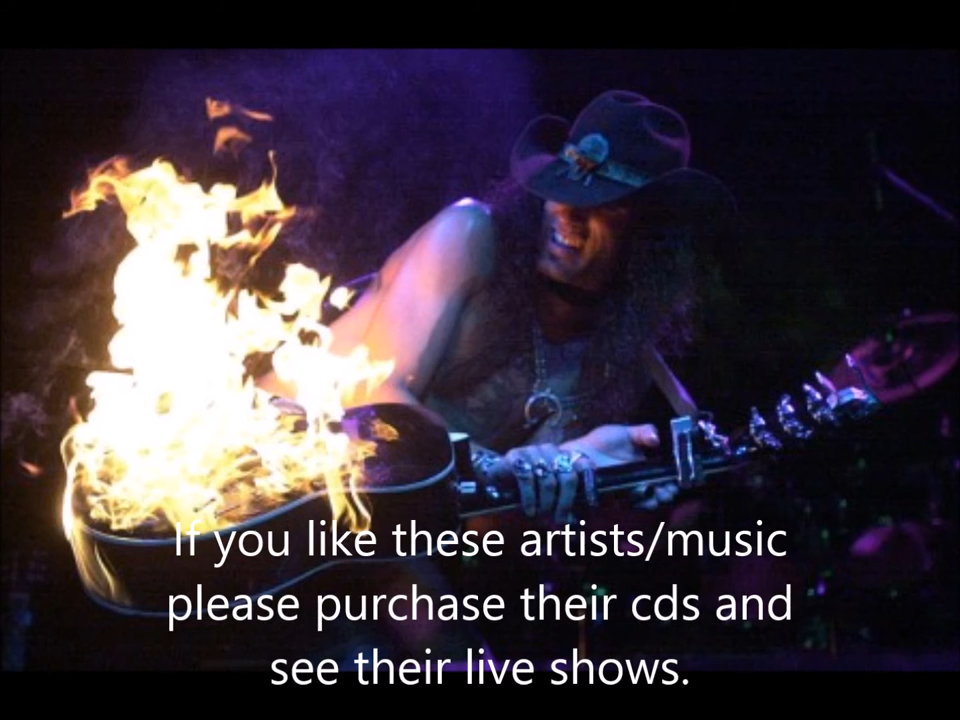 If you like these artists/music
please purchase their cds and
see their live shows.